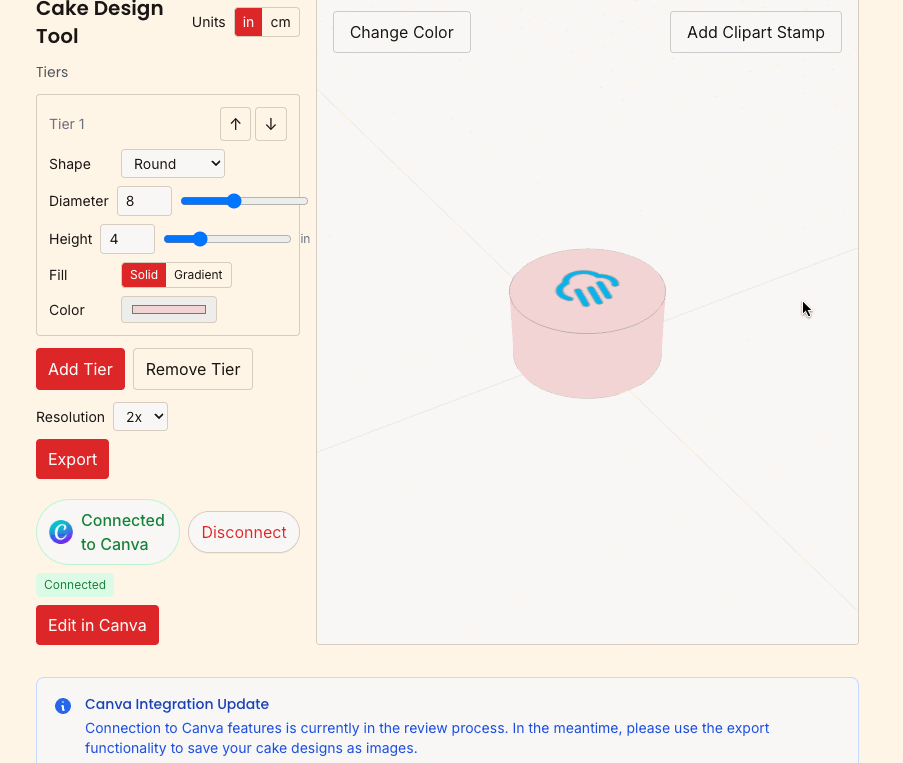 Cake Design
Tool
Units in cm
Tiers
Tier 1 ↑ ↓
Shape Round
Diameter 8
Height 4 in
Fill Solid Gradient
Color
Add Tier Remove Tier
Resolution 2x
Export
Connected
to Canva
Disconnect
Connected
Edit in Canva
Change Color
Add Clipart Stamp
Canva Integration Update
Connection to Canva features is currently in the review process. In the meantime, please use the export
functionality to save your cake designs as images.